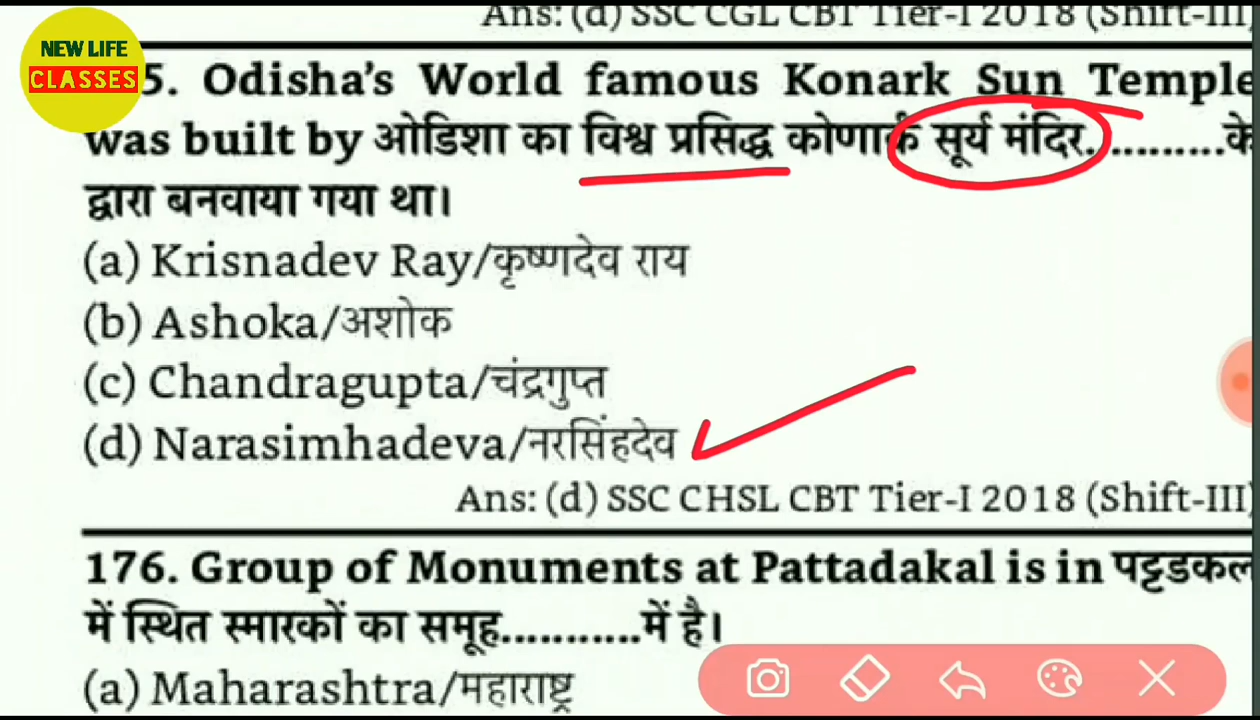 Ans: (d) SSC CGL CBT Tier-I 2018 (Shift-III)
NEW LIFE
CLASSES
5. Odisha's World famous Konark Sun Temple
was built by ओडिशा का विश्व प्रसिद्ध कोणार्क सूर्य मंदिर...........के
द्वारा बनवाया गया था।
(a) Krisnadev Ray/कृष्णदेव राय
(b) Ashoka/अशोक
(c) Chandragupta/चंद्रगुप्त
(d) Narasimhadeva/नरसिंहदेव
Ans: (d) SSC CHSL CBT Tier-I 2018 (Shift-III)
176. Group of Monuments at Pattadakal is in पट्टडकल
में स्थित स्मारकों का समूह...........में है।
(a) Maharashtra/महाराष्ट्र